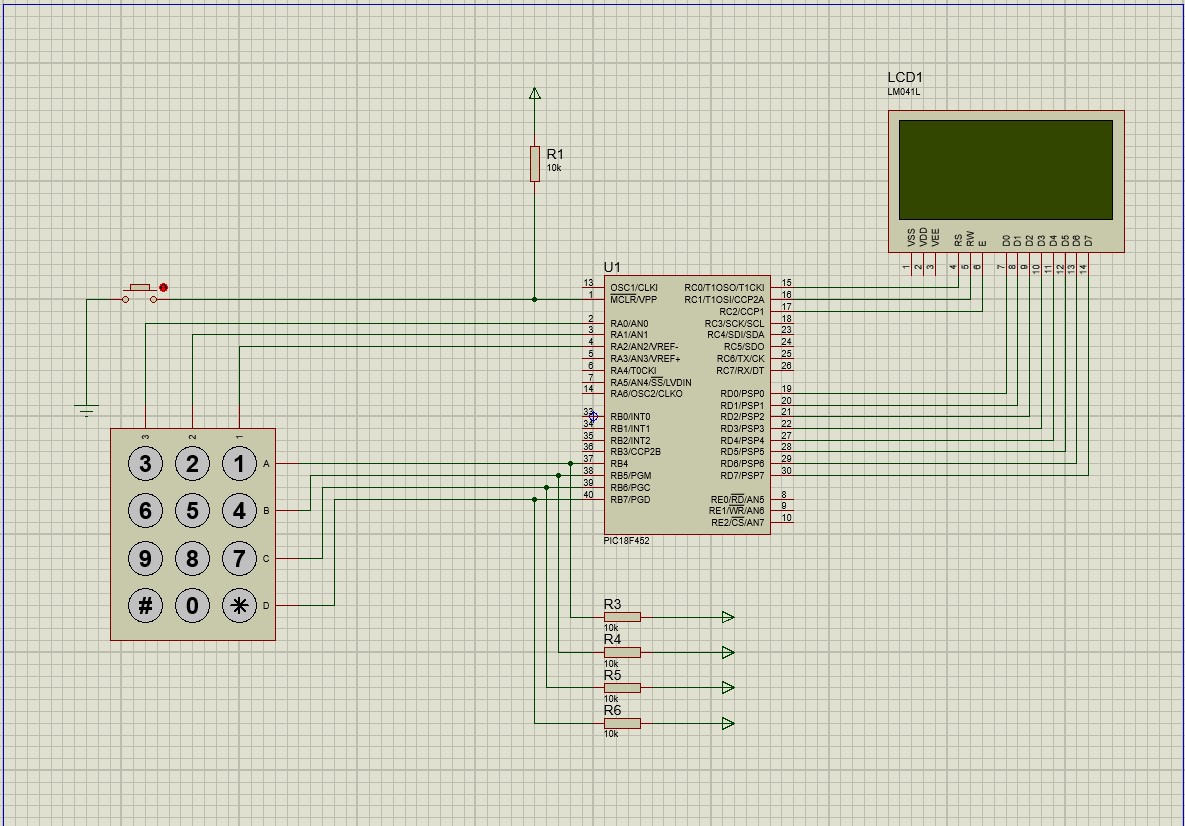 LCD1
LM041L
VSS VDD VEE RS RW E D0 D1 D2 D3 D4 D5 D6 D7
1 2 3 4 5 6 7 8 9 10 11 12 13 14
R1
10k
U1
13 OSC1/CLKI RC0/T1OSO/T1CKI 15
1 MCLR/VPP RC1/T1OSI/CCP2A 16
RC2/CCP1 17
2 RA0/AN0 RC3/SCK/SCL 18
3 RA1/AN1 RC4/SDI/SDA 23
4 RA2/AN2/VREF- RC5/SDO 24
5 RA3/AN3/VREF+ RC6/TX/CK 25
6 RA4/T0CKI RC7/RX/DT 26
7 RA5/AN4/SS/LVDIN
14 RA6/OSC2/CLKO RD0/PSP0 19
RD1/PSP1 20
33 RB0/INT0 RD2/PSP2 21
34 RB1/INT1 RD3/PSP3 22
35 RB2/INT2 RD4/PSP4 27
36 RB3/CCP2B RD5/PSP5 28
37 RB4 RD6/PSP6 29
38 RB5/PGM RD7/PSP7 30
39 RB6/PGC
40 RB7/PGD RE0/RD/AN5 8
RE1/WR/AN6 9
RE2/CS/AN7 10
PIC18F452
3 2 1
3 2 1 A
6 5 4 B
9 8 7 C
# 0 * D
R3
10k
R4
10k
R5
10k
R6
10k